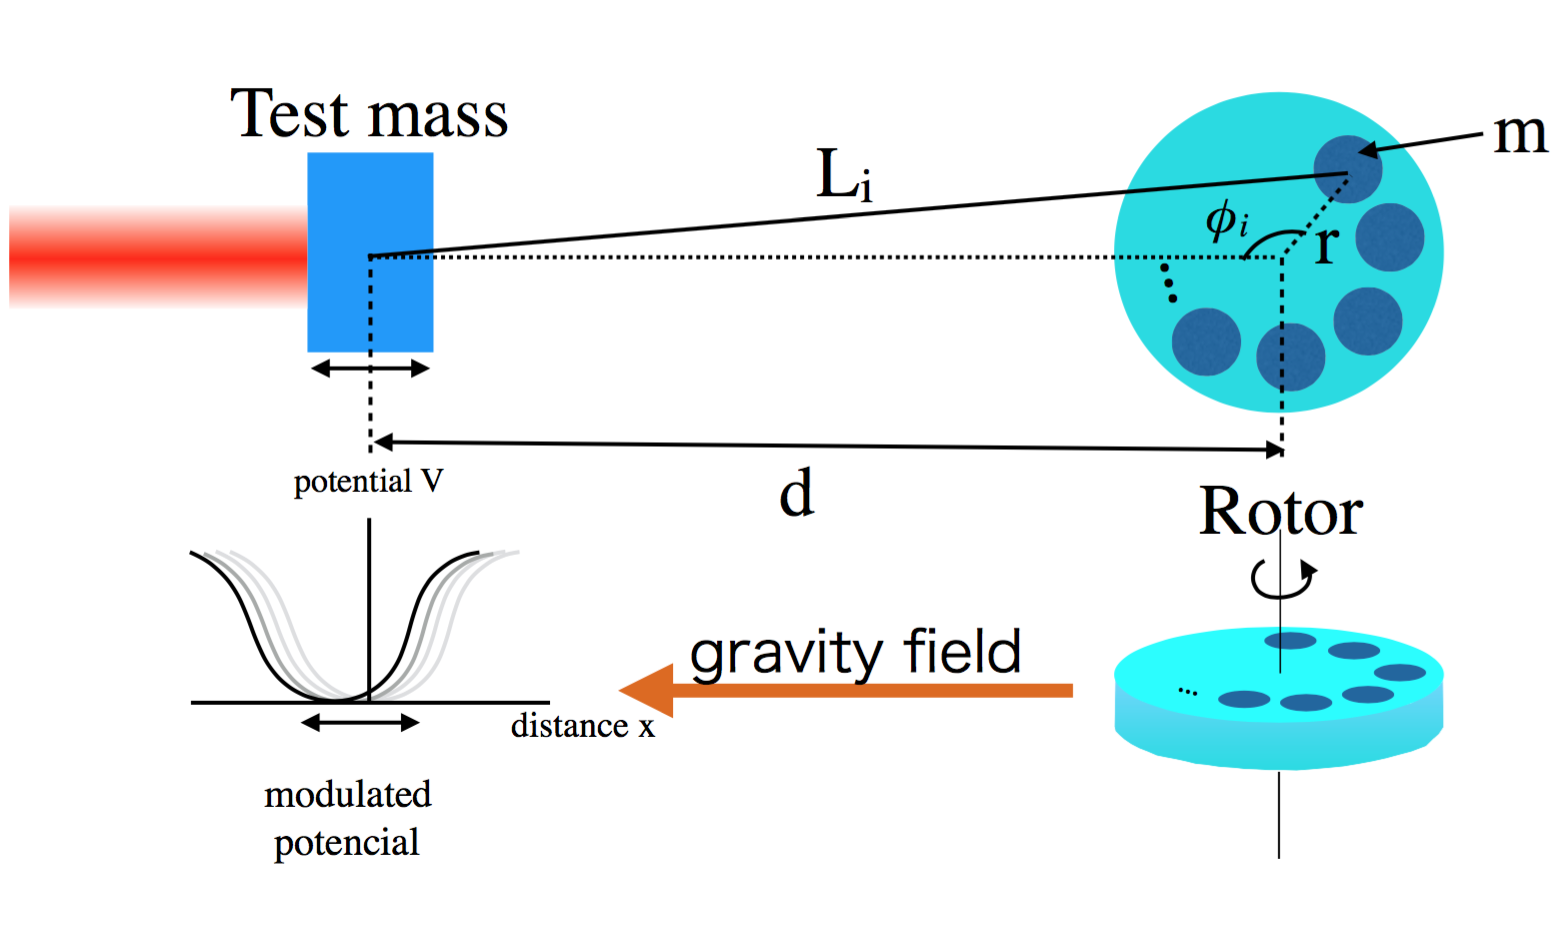 Test mass
m
Lᵢ
ϕᵢ
r
d
potential V
Rotor
gravity field
distance x
modulated
potencial